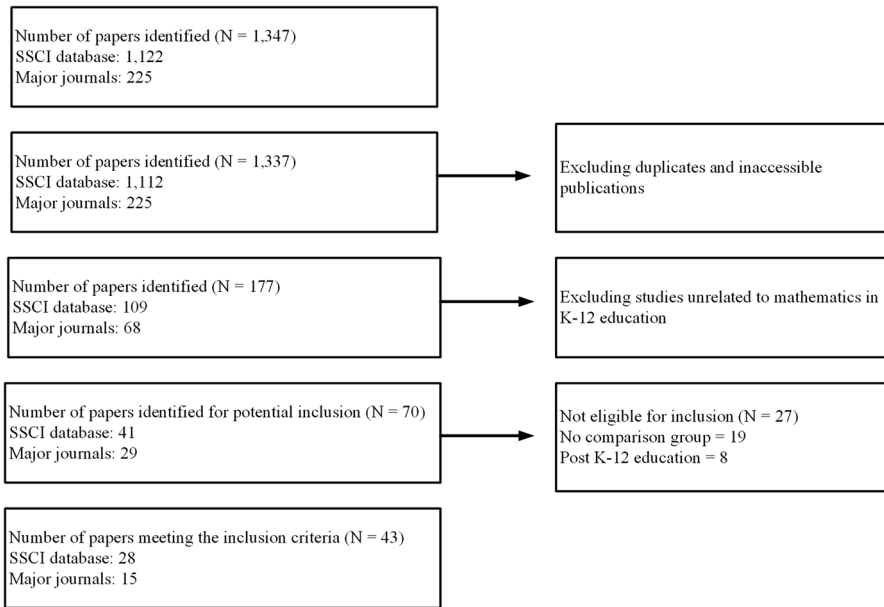 Number of papers identified (N = 1,347)
SSCI database: 1,122
Major journals: 225
Number of papers identified (N = 1,337)
SSCI database: 1,112
Major journals: 225
Excluding duplicates and inaccessible
publications
Number of papers identified (N = 177)
SSCI database: 109
Major journals: 68
Excluding studies unrelated to mathematics in
K-12 education
Number of papers identified for potential inclusion (N = 70)
SSCI database: 41
Major journals: 29
Not eligible for inclusion (N = 27)
No comparison group = 19
Post K-12 education = 8
Number of papers meeting the inclusion criteria (N = 43)
SSCI database: 28
Major journals: 15